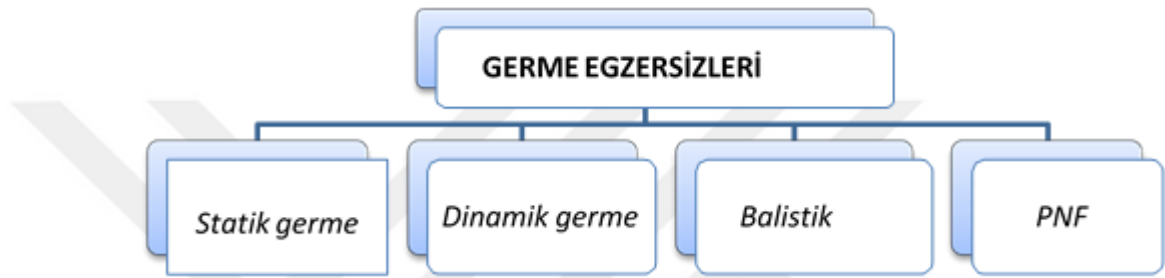 GERME EGZERSİZLERİ
Statik germe
Dinamik germe
Balistik
PNF